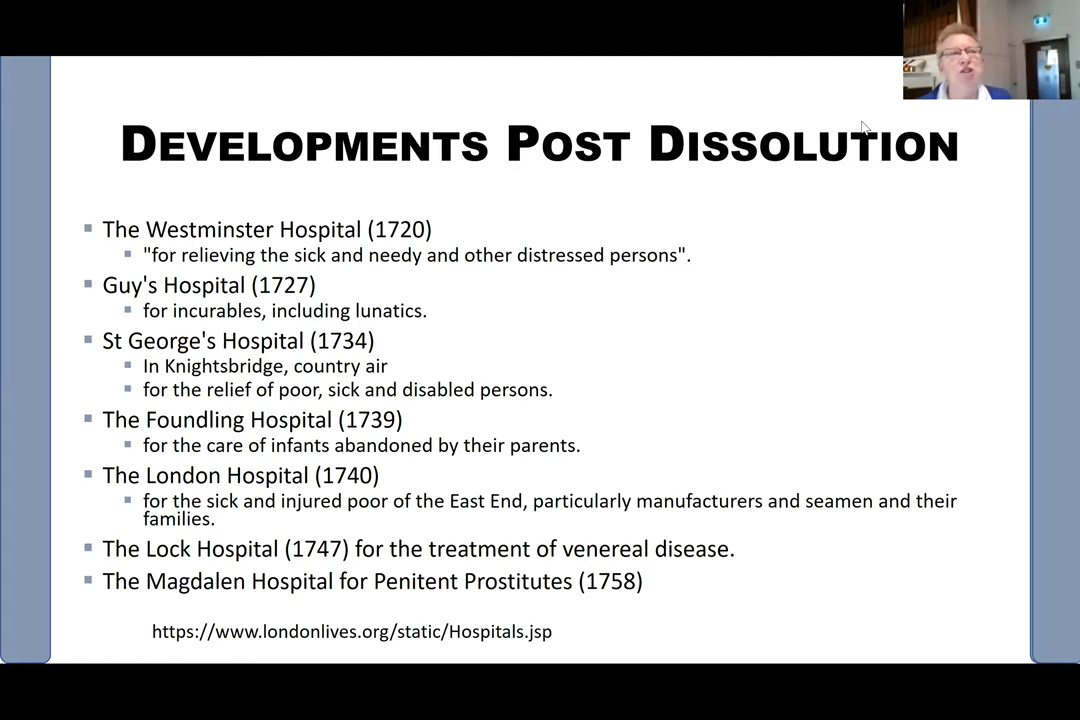 DEVELOPMENTS POST DISSOLUTION
The Westminster Hospital (1720)
"for relieving the sick and needy and other distressed persons".
Guy's Hospital (1727)
for incurables, including lunatics.
St George's Hospital (1734)
In Knightsbridge, country air
for the relief of poor, sick and disabled persons.
The Foundling Hospital (1739)
for the care of infants abandoned by their parents.
The London Hospital (1740)
for the sick and injured poor of the East End, particularly manufacturers and seamen and their
families.
The Lock Hospital (1747) for the treatment of venereal disease.
The Magdalen Hospital for Penitent Prostitutes (1758)
https://www.londonlives.org/static/Hospitals.jsp